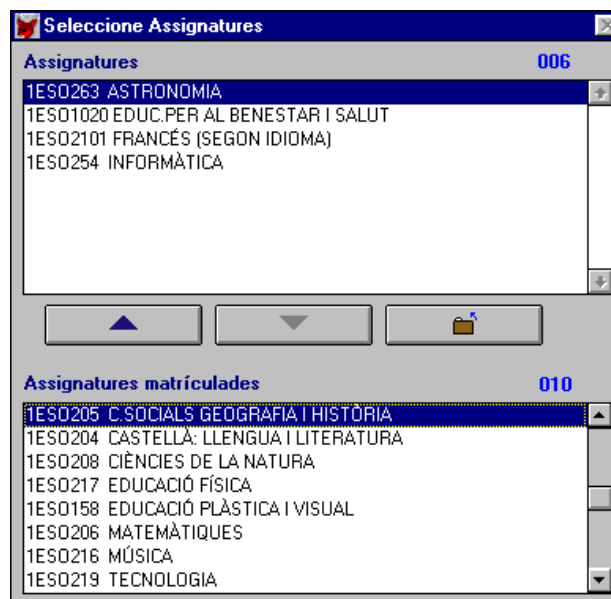 Seleccione Assignatures
Assignatures 006
1ESO263 ASTRONOMIA
1ESO1020 EDUC.PER AL BENESTAR I SALUT
1ESO2101 FRANCÉS (SEGON IDIOMA)
1ESO254 INFORMÀTICA
Assignatures matrículades 010
1ESO205 C.SOCIALS GEOGRAFIA I HISTÒRIA
1ESO204 CASTELLÀ: LLENGUA I LITERATURA
1ESO208 CIÈNCIES DE LA NATURA
1ESO217 EDUCACIÓ FÍSICA
1ESO158 EDUCACIÓ PLÀSTICA I VISUAL
1ESO206 MATEMÀTIQUES
1ESO216 MÚSICA
1ESO219 TECNOLOGIA